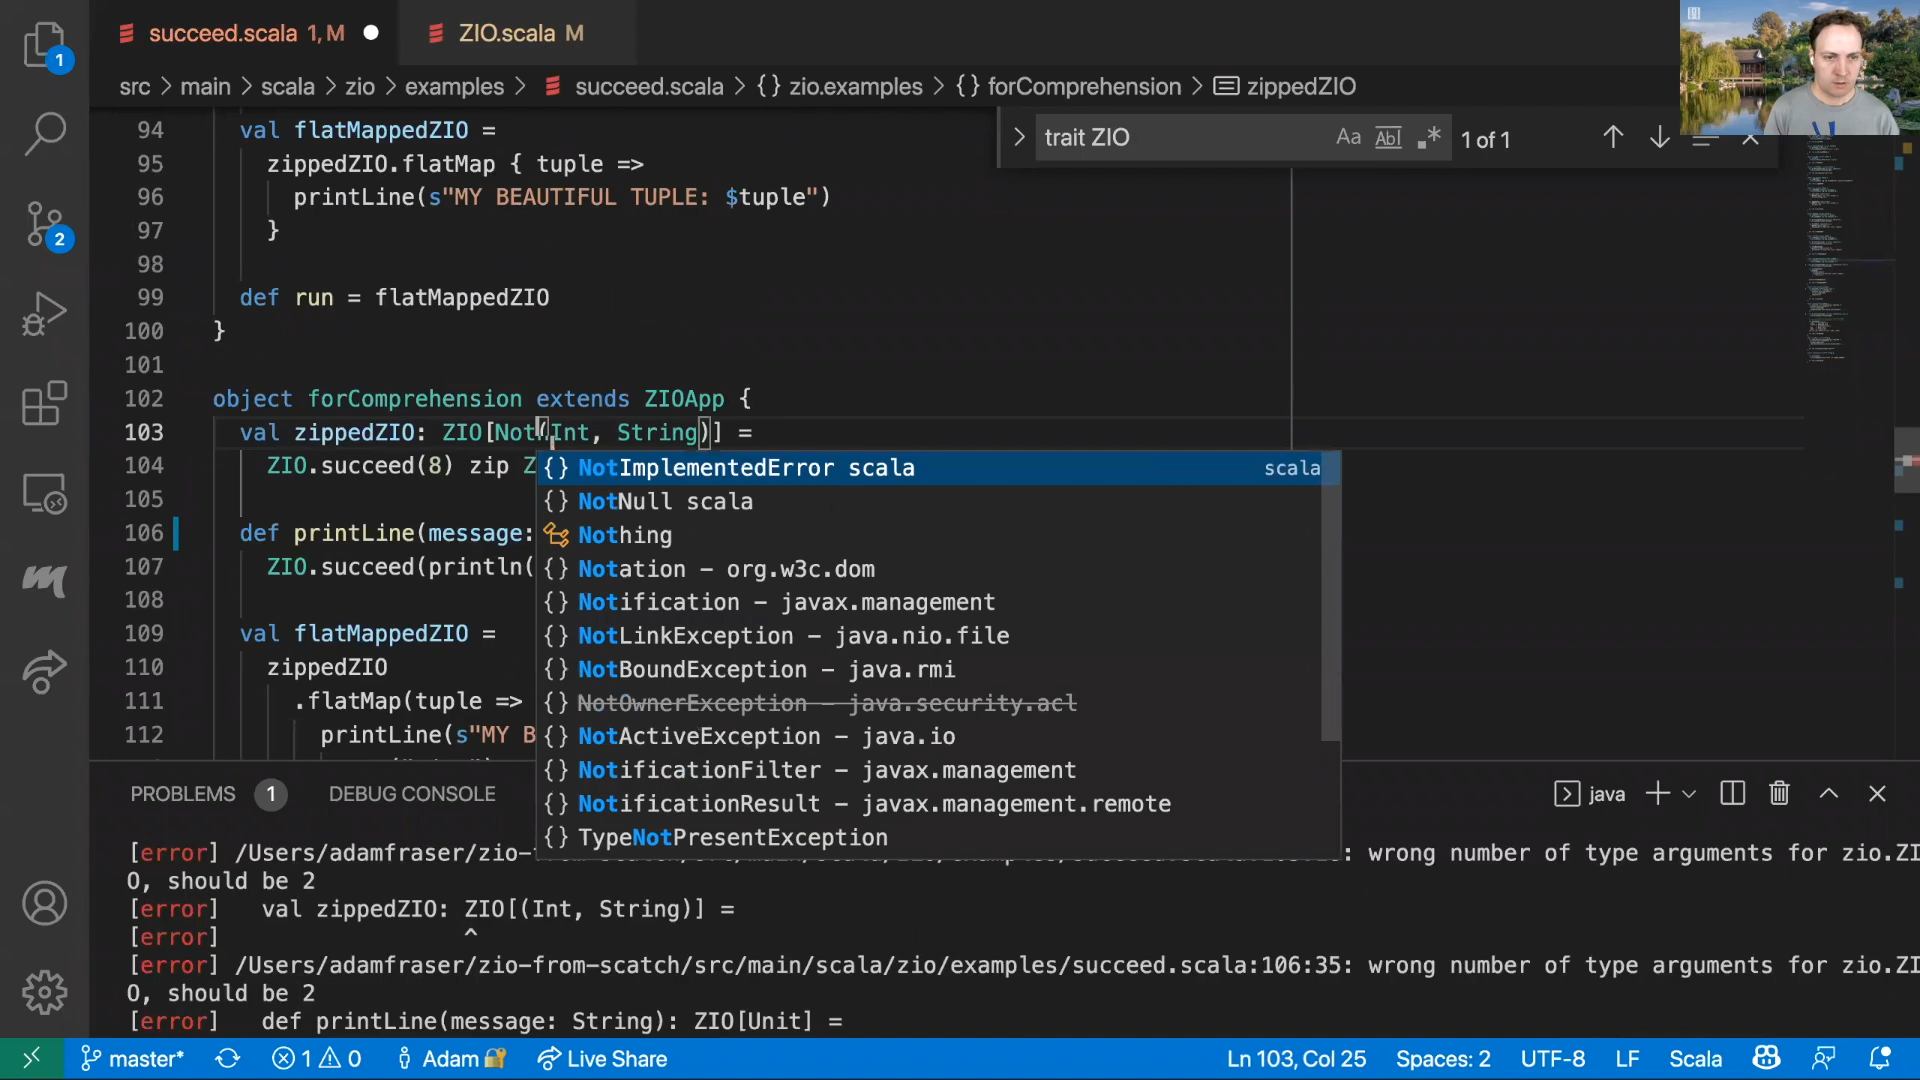 succeed.scala 1, M
ZIO.scala M
src > main > scala > zio > examples > succeed.scala > {} zio.examples > {} forComprehension > zippedZIO
trait ZIO
Aa Abl .* 1 of 1
94 val flatMappedZIO =
95 zippedZIO.flatMap { tuple =>
96 printLine(s"MY BEAUTIFUL TUPLE: $tuple")
97 }
98
99 def run = flatMappedZIO
100 }
101
102 object forComprehension extends ZIOApp {
103 val zippedZIO: ZIO[Not(Int, String)] =
104 ZIO.succeed(8) zip Z
105
106 def printLine(message:
107 ZIO.succeed(println(
108
109 val flatMappedZIO =
110 zippedZIO
111 .flatMap(tuple =>
112 printLine(s"MY B
{} NotImplementedError scala scala
{} NotNull scala
Nothing
{} Notation – org.w3c.dom
{} Notification – javax.management
{} NotLinkException – java.nio.file
{} NotBoundException – java.rmi
{} NotOwnerException – java.security.acl
{} NotActiveException – java.io
{} NotificationFilter – javax.management
{} NotificationResult – javax.management.remote
{} TypeNotPresentException
PROBLEMS 1 DEBUG CONSOLE
java
[error] /Users/adamfraser/zio- : wrong number of type arguments for zio.ZI
O, should be 2
[error] val zippedZIO: ZIO[(Int, String)] =
[error] ^
[error] /Users/adamfraser/zio-from-scatch/src/main/scala/zio/examples/succeed.scala:106:35: wrong number of type arguments for zio.ZI
O, should be 2
[error] def printLine(message: String): ZIO[Unit] =
master* 1 0 Adam Live Share
Ln 103, Col 25 Spaces: 2 UTF-8 LF Scala
1
2